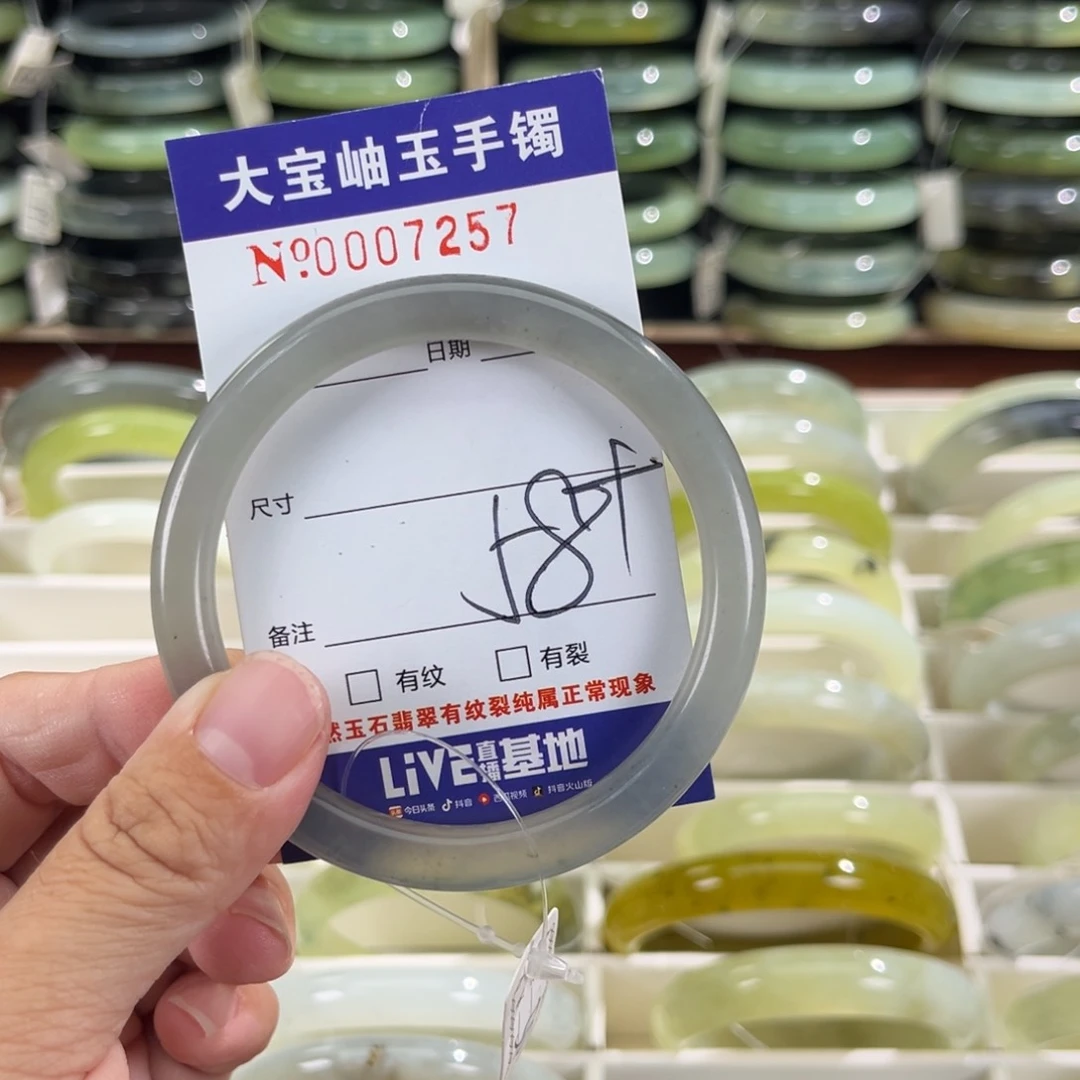 大宝岫玉手镯
Nº:0007257
日期
尺寸
58
备注
□ 有纹 □ 有裂
然玉石翡翠有纹裂纯属正常现象
LiVE直播基地
今日头条 抖音 西瓜视频 抖音火山版